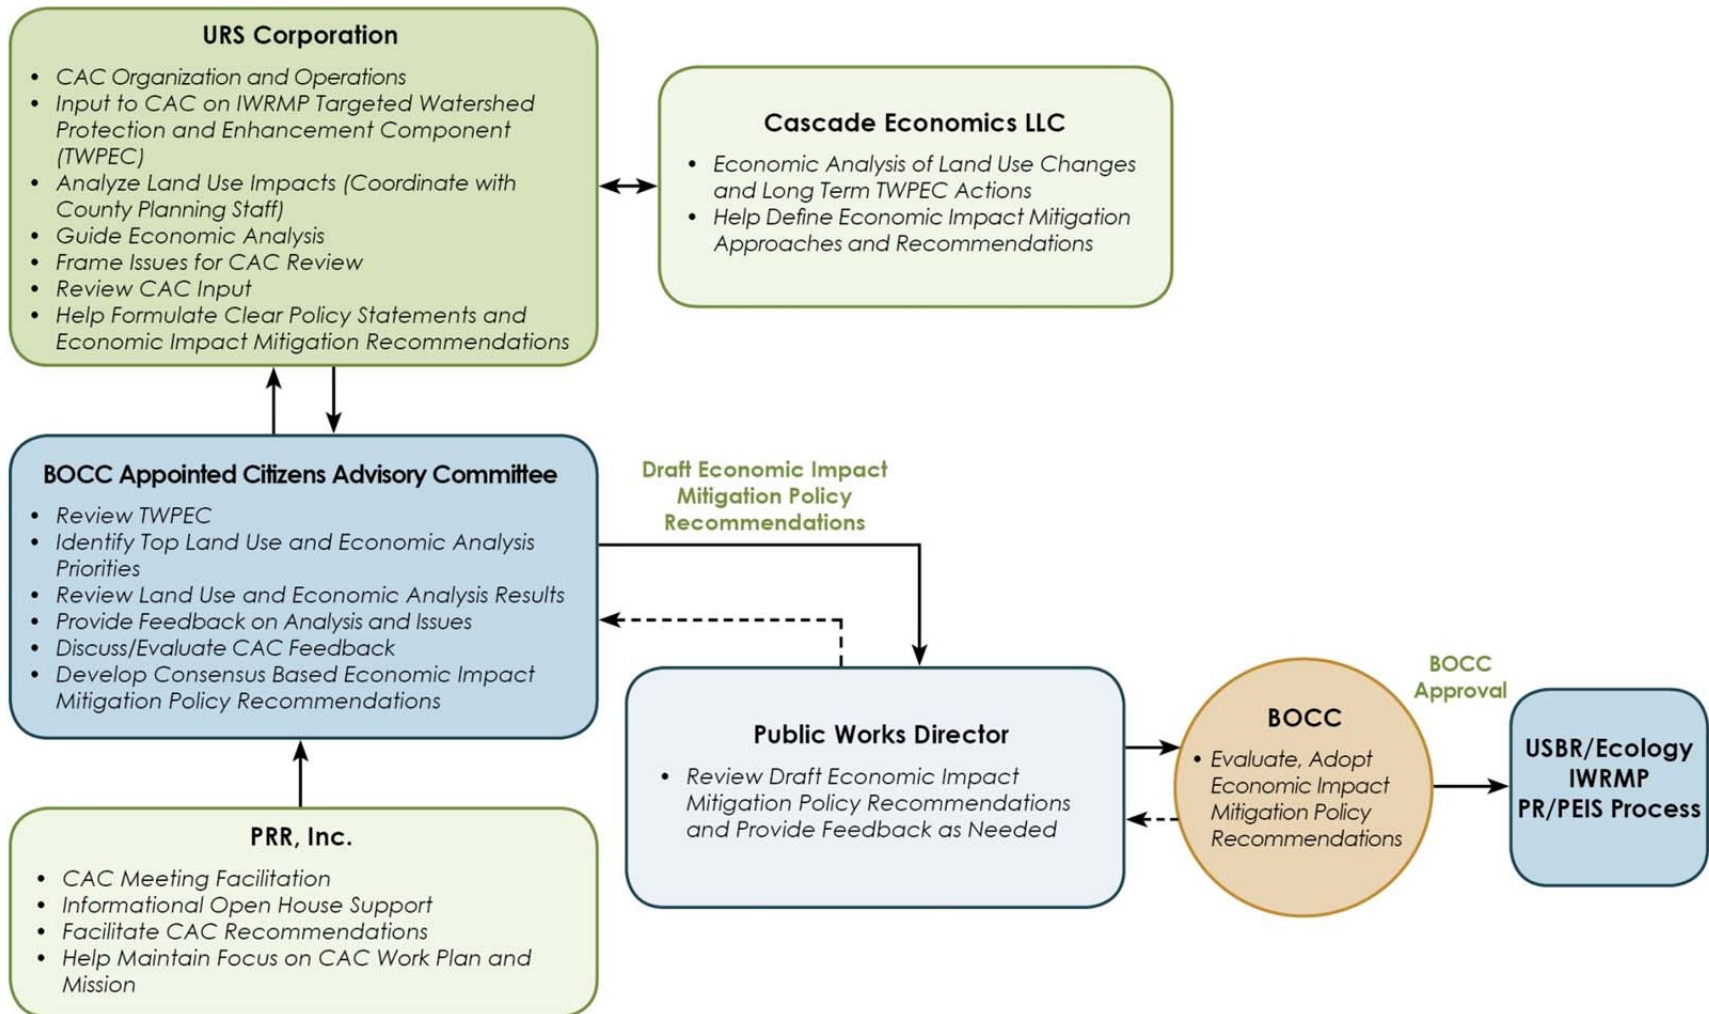 URS Corporation
• CAC Organization and Operations
• Input to CAC on IWRMP Targeted Watershed
Protection and Enhancement Component
(TWPEC)
• Analyze Land Use Impacts (Coordinate with
County Planning Staff)
• Guide Economic Analysis
• Frame Issues for CAC Review
• Review CAC Input
• Help Formulate Clear Policy Statements and
Economic Impact Mitigation Recommendations
Cascade Economics LLC
• Economic Analysis of Land Use Changes
and Long Term TWPEC Actions
• Help Define Economic Impact Mitigation
Approaches and Recommendations
BOCC Appointed Citizens Advisory Committee
• Review TWPEC
• Identify Top Land Use and Economic Analysis
Priorities
• Review Land Use and Economic Analysis Results
• Provide Feedback on Analysis and Issues
• Discuss/Evaluate CAC Feedback
• Develop Consensus Based Economic Impact
Mitigation Policy Recommendations
Draft Economic Impact
Mitigation Policy
Recommendations
Public Works Director
• Review Draft Economic Impact
Mitigation Policy Recommendations
and Provide Feedback as Needed
BOCC
• Evaluate, Adopt
Economic Impact
Mitigation Policy
Recommendations
BOCC
Approval
USBR/Ecology
IWRMP
PR/PEIS Process
PRR, Inc.
• CAC Meeting Facilitation
• Informational Open House Support
• Facilitate CAC Recommendations
• Help Maintain Focus on CAC Work Plan and
Mission